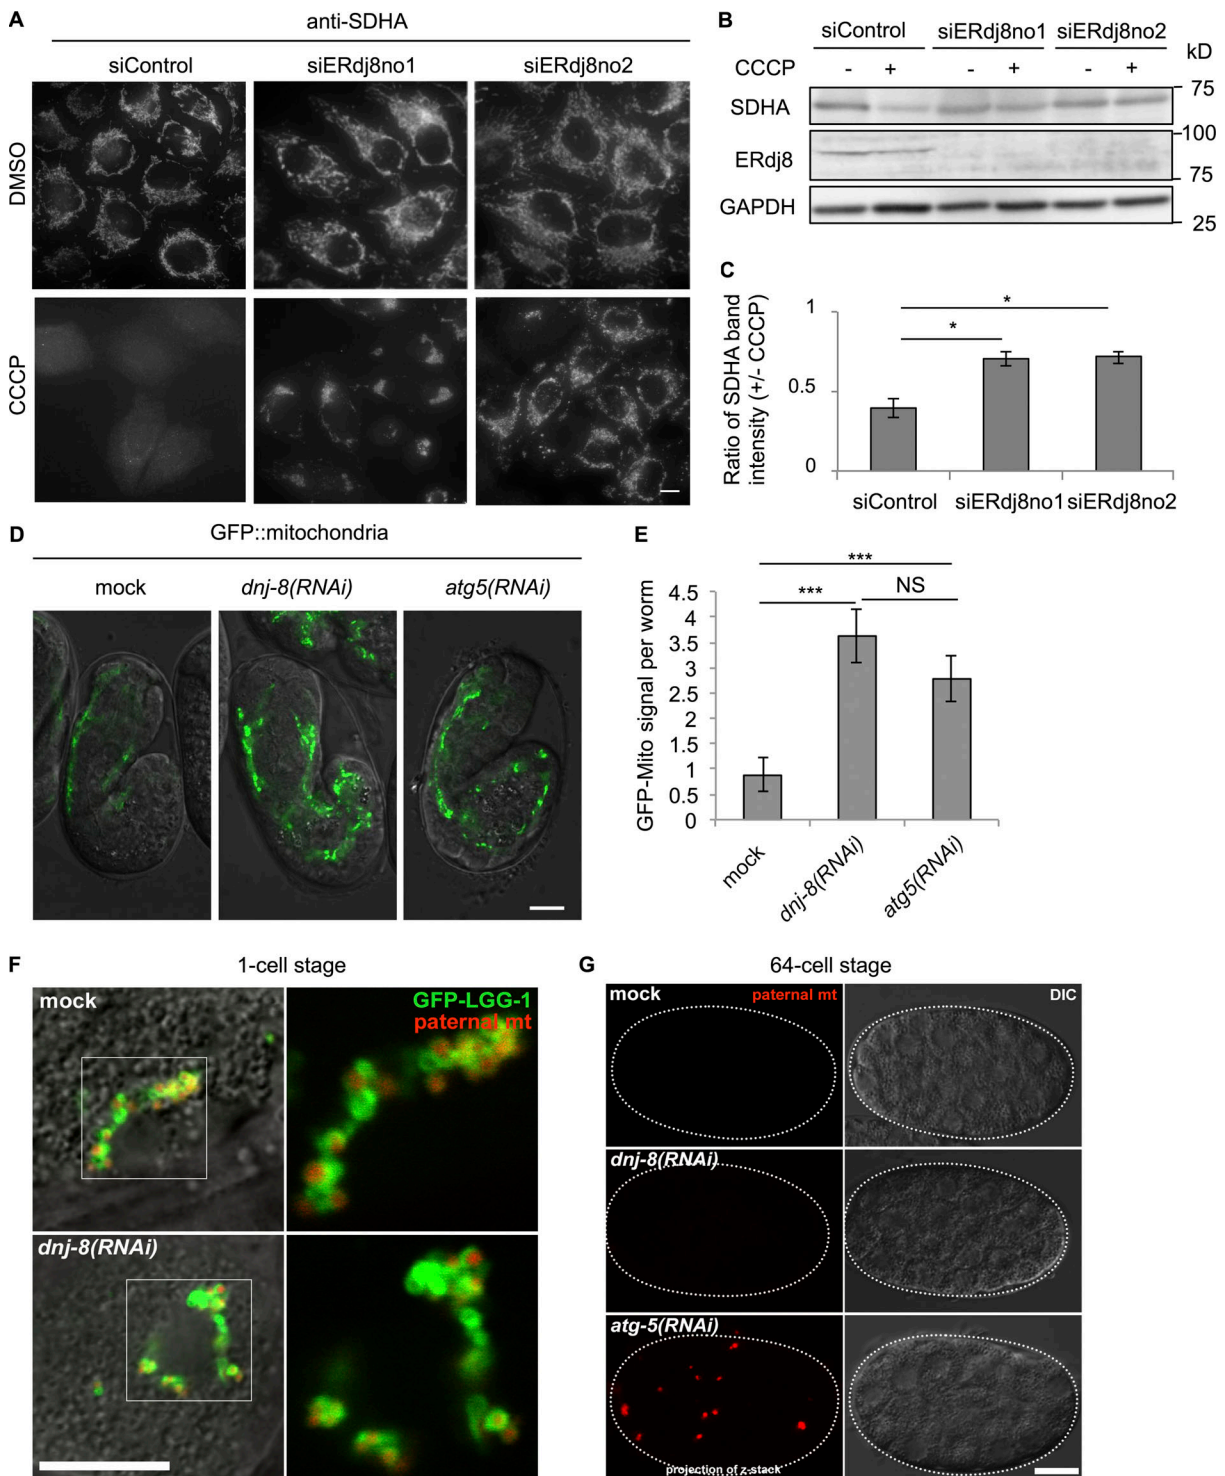 A
anti-SDHA
siControl
siERdj8no1
siERdj8no2
DMSO
CCCP
B
siControl
siERdj8no1
siERdj8no2
kD
CCCP
- + - + - +
SDHA
75
ERdj8
100
75
GAPDH
25
C
Ratio of SDHA band
intensity (+/- CCCP)
1
0.5
0
*
*
siControl
siERdj8no1
siERdj8no2
D
GFP::mitochondria
mock
dnj-8(RNAi)
atg5(RNAi)
E
GFP-Mito signal per worm
4.5
4
3.5
3
2.5
2
1.5
1
0.5
0
***
***
NS
mock
dnj-8(RNAi)
atg5(RNAi)
F
1-cell stage
mock
GFP-LGG-1
paternal mt
dnj-8(RNAi)
G
64-cell stage
mock
paternal mt
DIC
dnj-8(RNAi)
atg-5(RNAi)
projection of z-stack